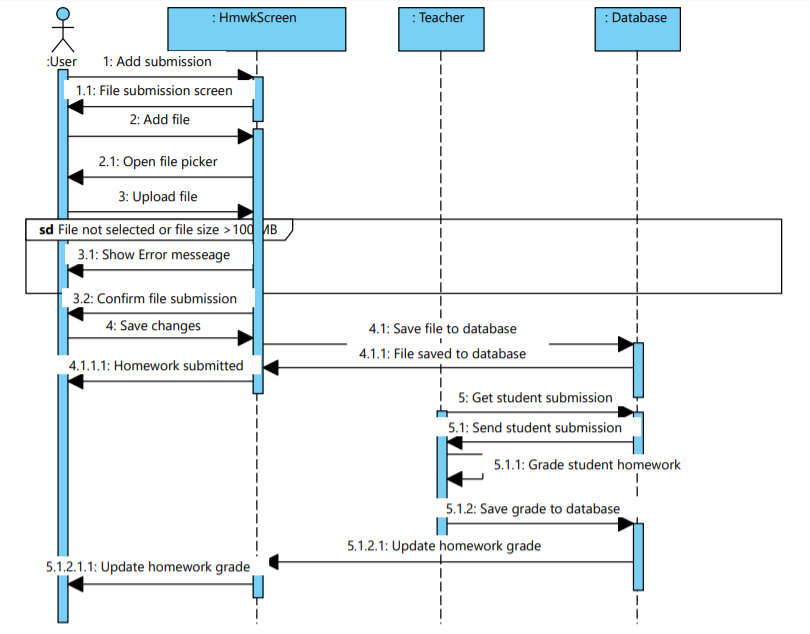 : HmwkScreen
: Teacher
: Database
:User
1: Add submission
1.1: File submission screen
2: Add file
2.1: Open file picker
3: Upload file
sd File not selected or file size >100 MB
3.1: Show Error meseage
3.2: Confirm file submission
4: Save changes
4.1: Save file to database
4.1.1: File saved to database
4.1.1.1: Homework submitted
5: Get student submission
5.1: Send student submission
5.1.1: Grade student homework
5.1.2: Save grade to database
5.1.2.1: Update homework grade
5.1.2.1.1: Update homework grade